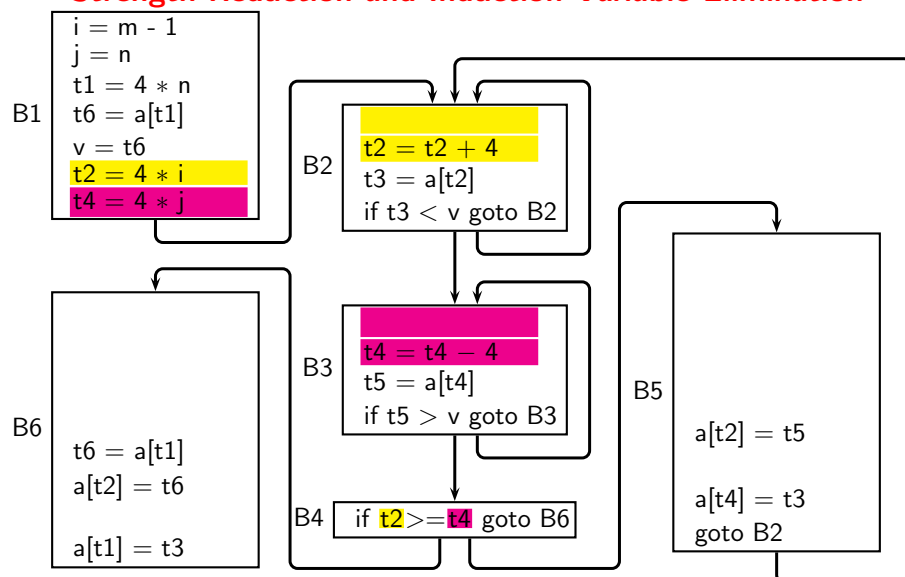 Strength Reduction and Induction Variable Elimination
B1
i = m - 1
j = n
t1 = 4 * n
t6 = a[t1]
v = t6
t2 = 4 * i
t4 = 4 * j
B2
t2 = t2 + 4
t3 = a[t2]
if t3 < v goto B2
B3
t4 = t4 − 4
t5 = a[t4]
if t5 > v goto B3
B4
if t2 >= t4 goto B6
B5
a[t2] = t5
a[t4] = t3
goto B2
B6
t6 = a[t1]
a[t2] = t6
a[t1] = t3